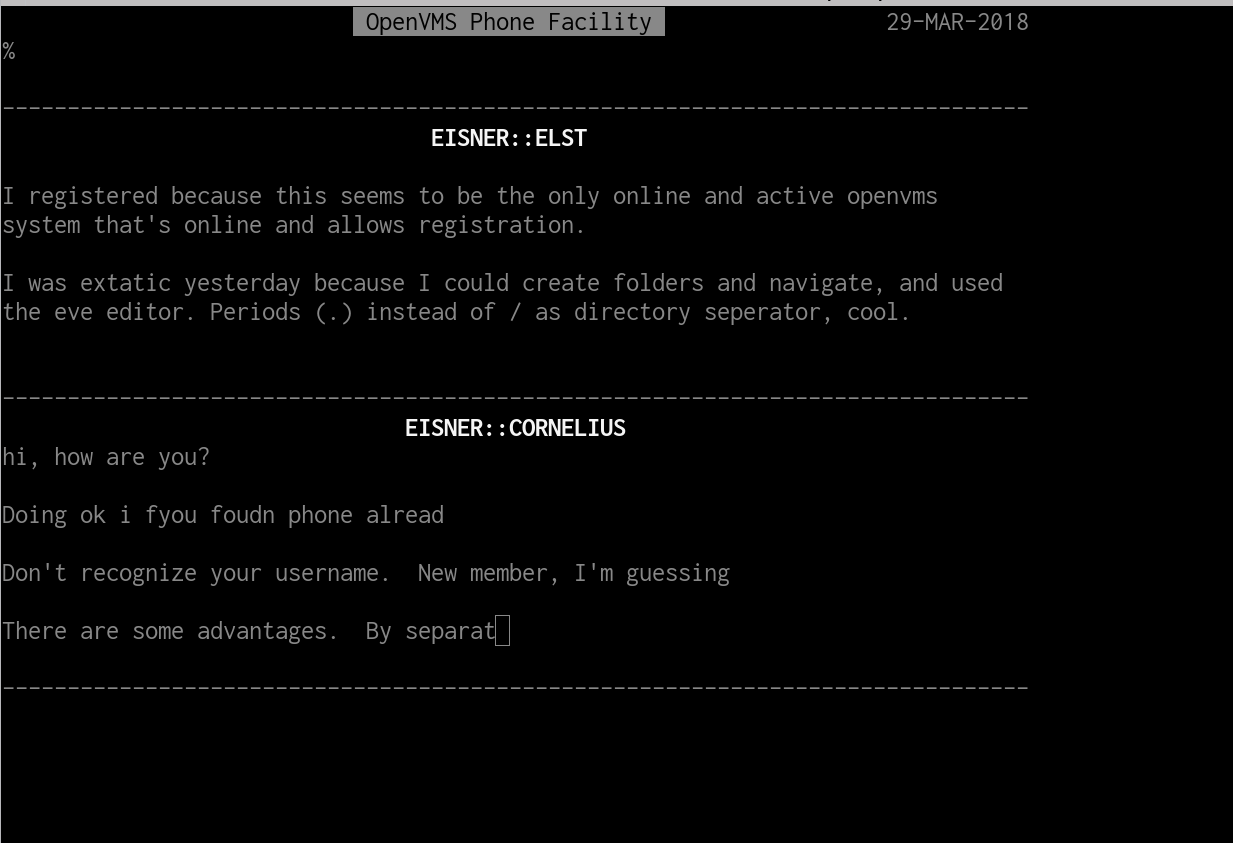 OpenVMS Phone Facility 29-MAR-2018
%
--------------------------------------------------------------------------------
EISNER::ELST
I registered because this seems to be the only online and active openvms
system that's online and allows registration.
I was extatic yesterday because I could create folders and navigate, and used
the eve editor. Periods (.) instead of / as directory seperator, cool.
--------------------------------------------------------------------------------
EISNER::CORNELIUS
hi, how are you?
Doing ok i fyou foudn phone alread
Don't recognize your username.  New member, I'm guessing
There are some advantages.  By separat
--------------------------------------------------------------------------------